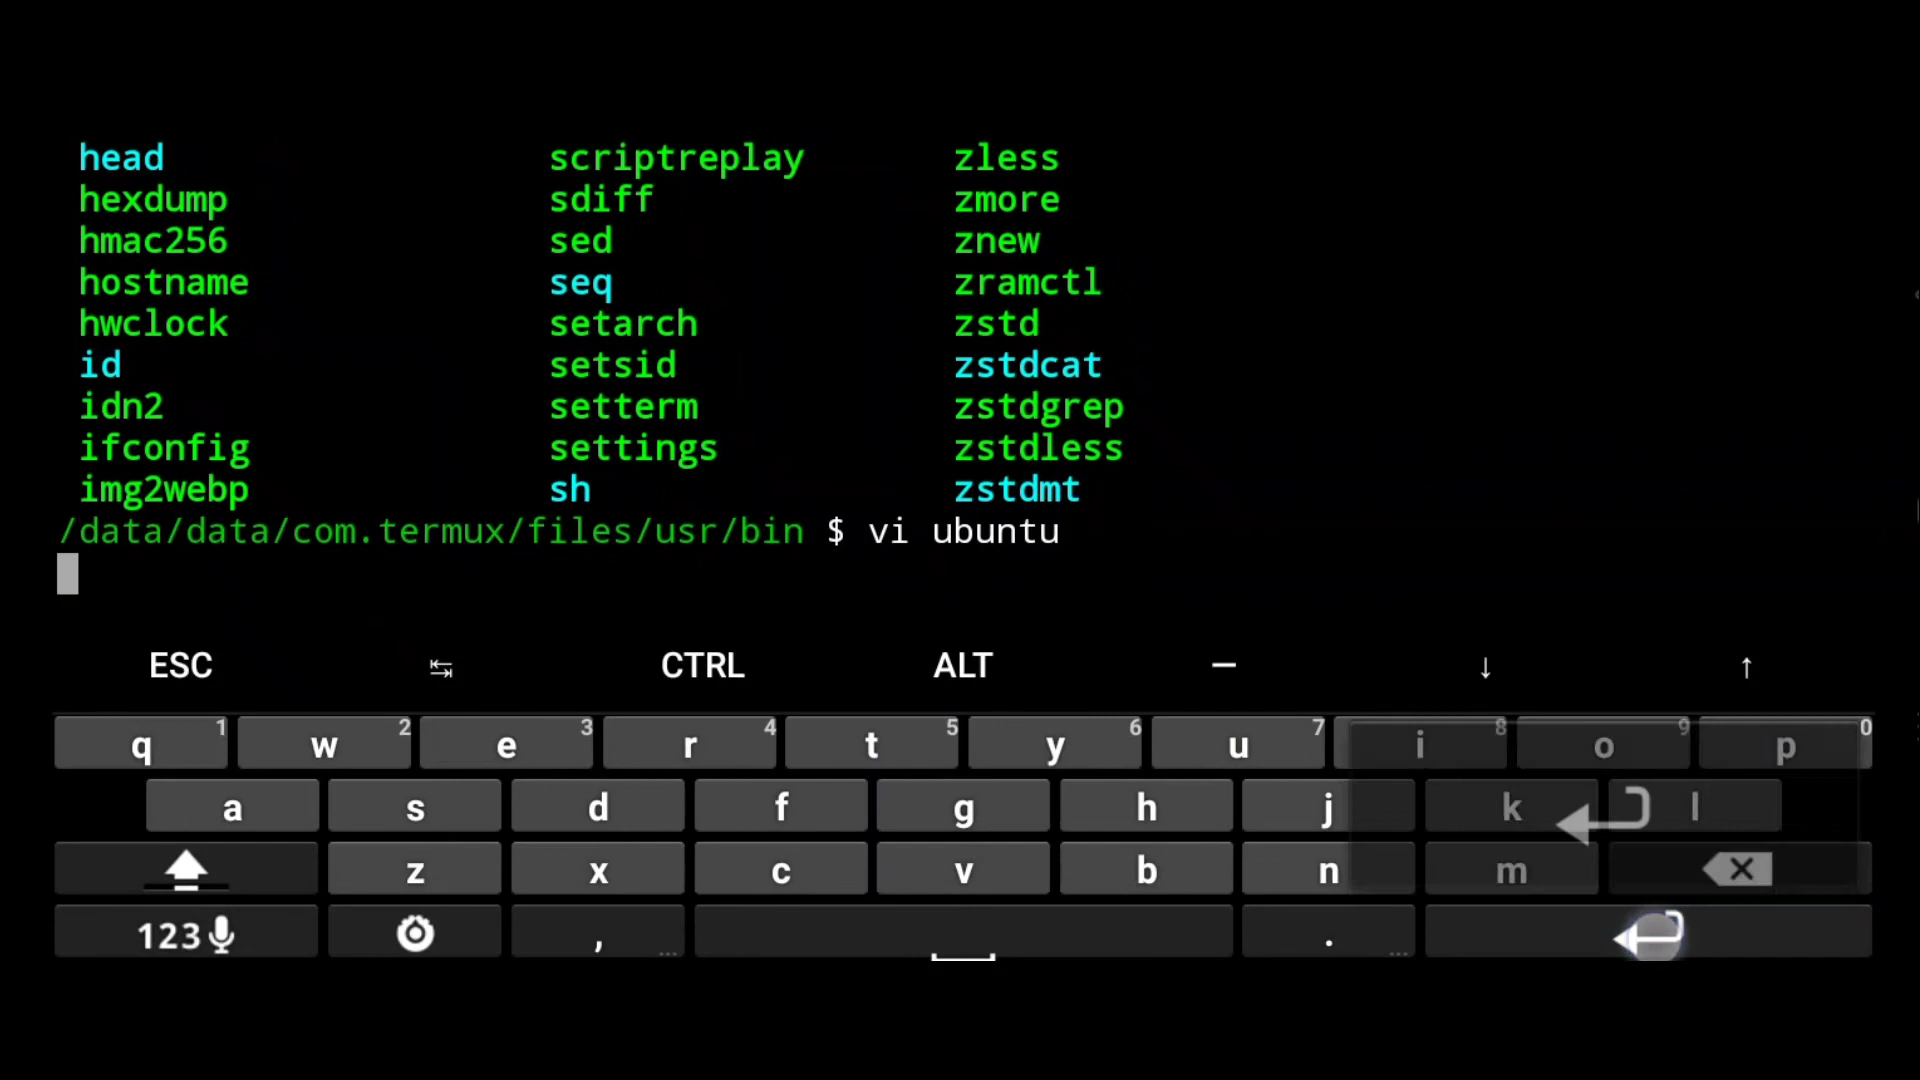 head scriptreplay zless
hexdump sdiff zmore
hmac256 sed znew
hostname seq zramctl
hwclock setarch zstd
id setsid zstdcat
idn2 setterm zstdgrep
ifconfig settings zstdless
img2webp sh zstdmt
/data/data/com.termux/files/usr/bin $ vi ubuntu
ESC ↹ CTRL ALT — ↓ ↑
q 1 w 2 e 3 r 4 t 5 y 6 u 7 i 8 o 9 p 0
a s d f g h j k l
z x c v b n m
123 , ... . ...